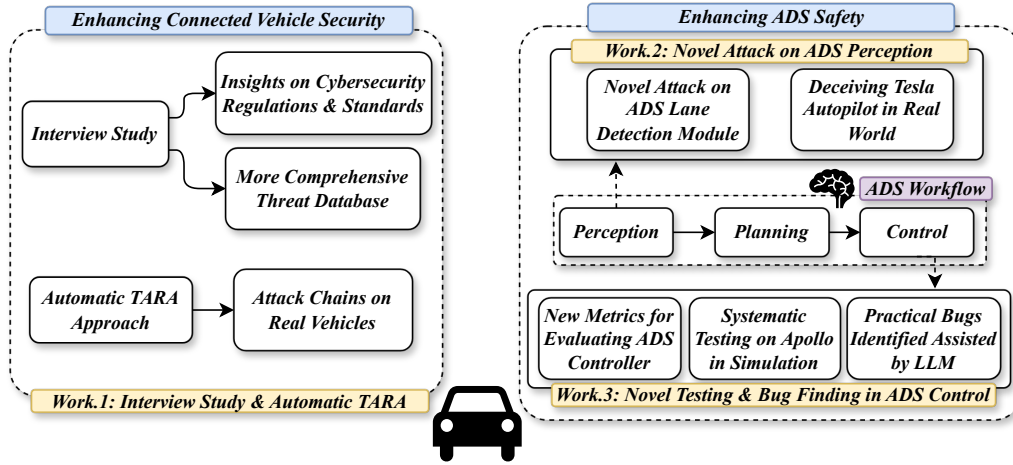 Enhancing Connected Vehicle Security
Interview Study
Insights on Cybersecurity
Regulations & Standards
More Comprehensive
Threat Database
Automatic TARA
Approach
Attack Chains on
Real Vehicles
Work.1: Interview Study & Automatic TARA
Enhancing ADS Safety
Work.2: Novel Attack on ADS Perception
Novel Attack on
ADS Lane
Detection Module
Deceiving Tesla
Autopilot in Real
World
ADS Workflow
Perception
Planning
Control
New Metrics for
Evaluating ADS
Controller
Systematic
Testing on Apollo
in Simulation
Practical Bugs
Identified Assisted
by LLM
Work.3: Novel Testing & Bug Finding in ADS Control